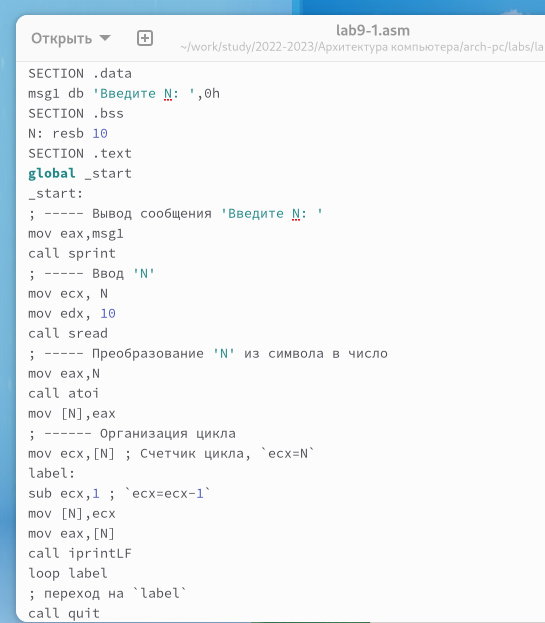 Открыть
lab9-1.asm
~/work/study/2022-2023/Архитектура компьютера/arch-pc/labs/la
SECTION .data
msg1 db 'Введите N: ',0h
SECTION .bss
N: resb 10
SECTION .text
global _start
_start:
; ----- Вывод сообщения 'Введите N: '
mov eax,msg1
call sprint
; ----- Ввод 'N'
mov ecx, N
mov edx, 10
call sread
; ----- Преобразование 'N' из символа в число
mov eax,N
call atoi
mov [N],eax
; ------ Организация цикла
mov ecx,[N] ; Счетчик цикла, `ecx=N`
label:
sub ecx,1 ; `ecx=ecx-1`
mov [N],ecx
mov eax,[N]
call iprintLF
loop label
; переход на `label`
call quit